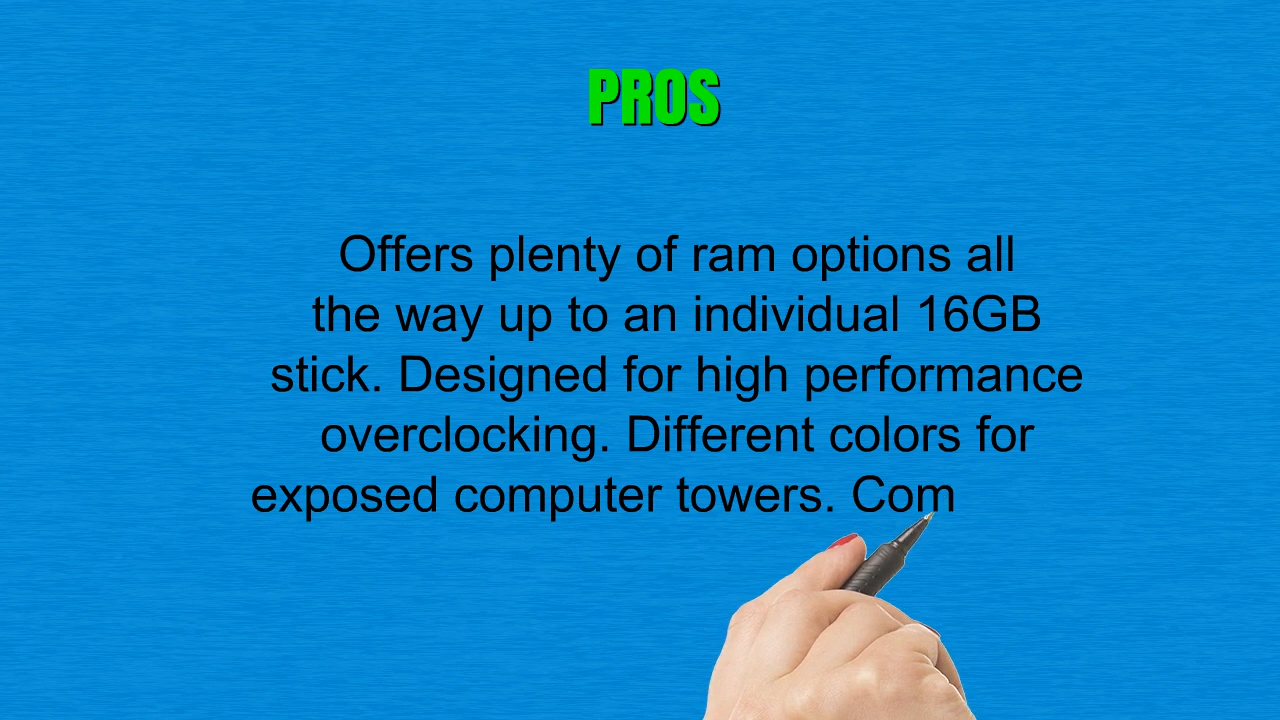 PROS
Offers plenty of ram options all
the way up to an individual 16GB
stick. Designed for high performance
overclocking. Different colors for
exposed computer towers. Com